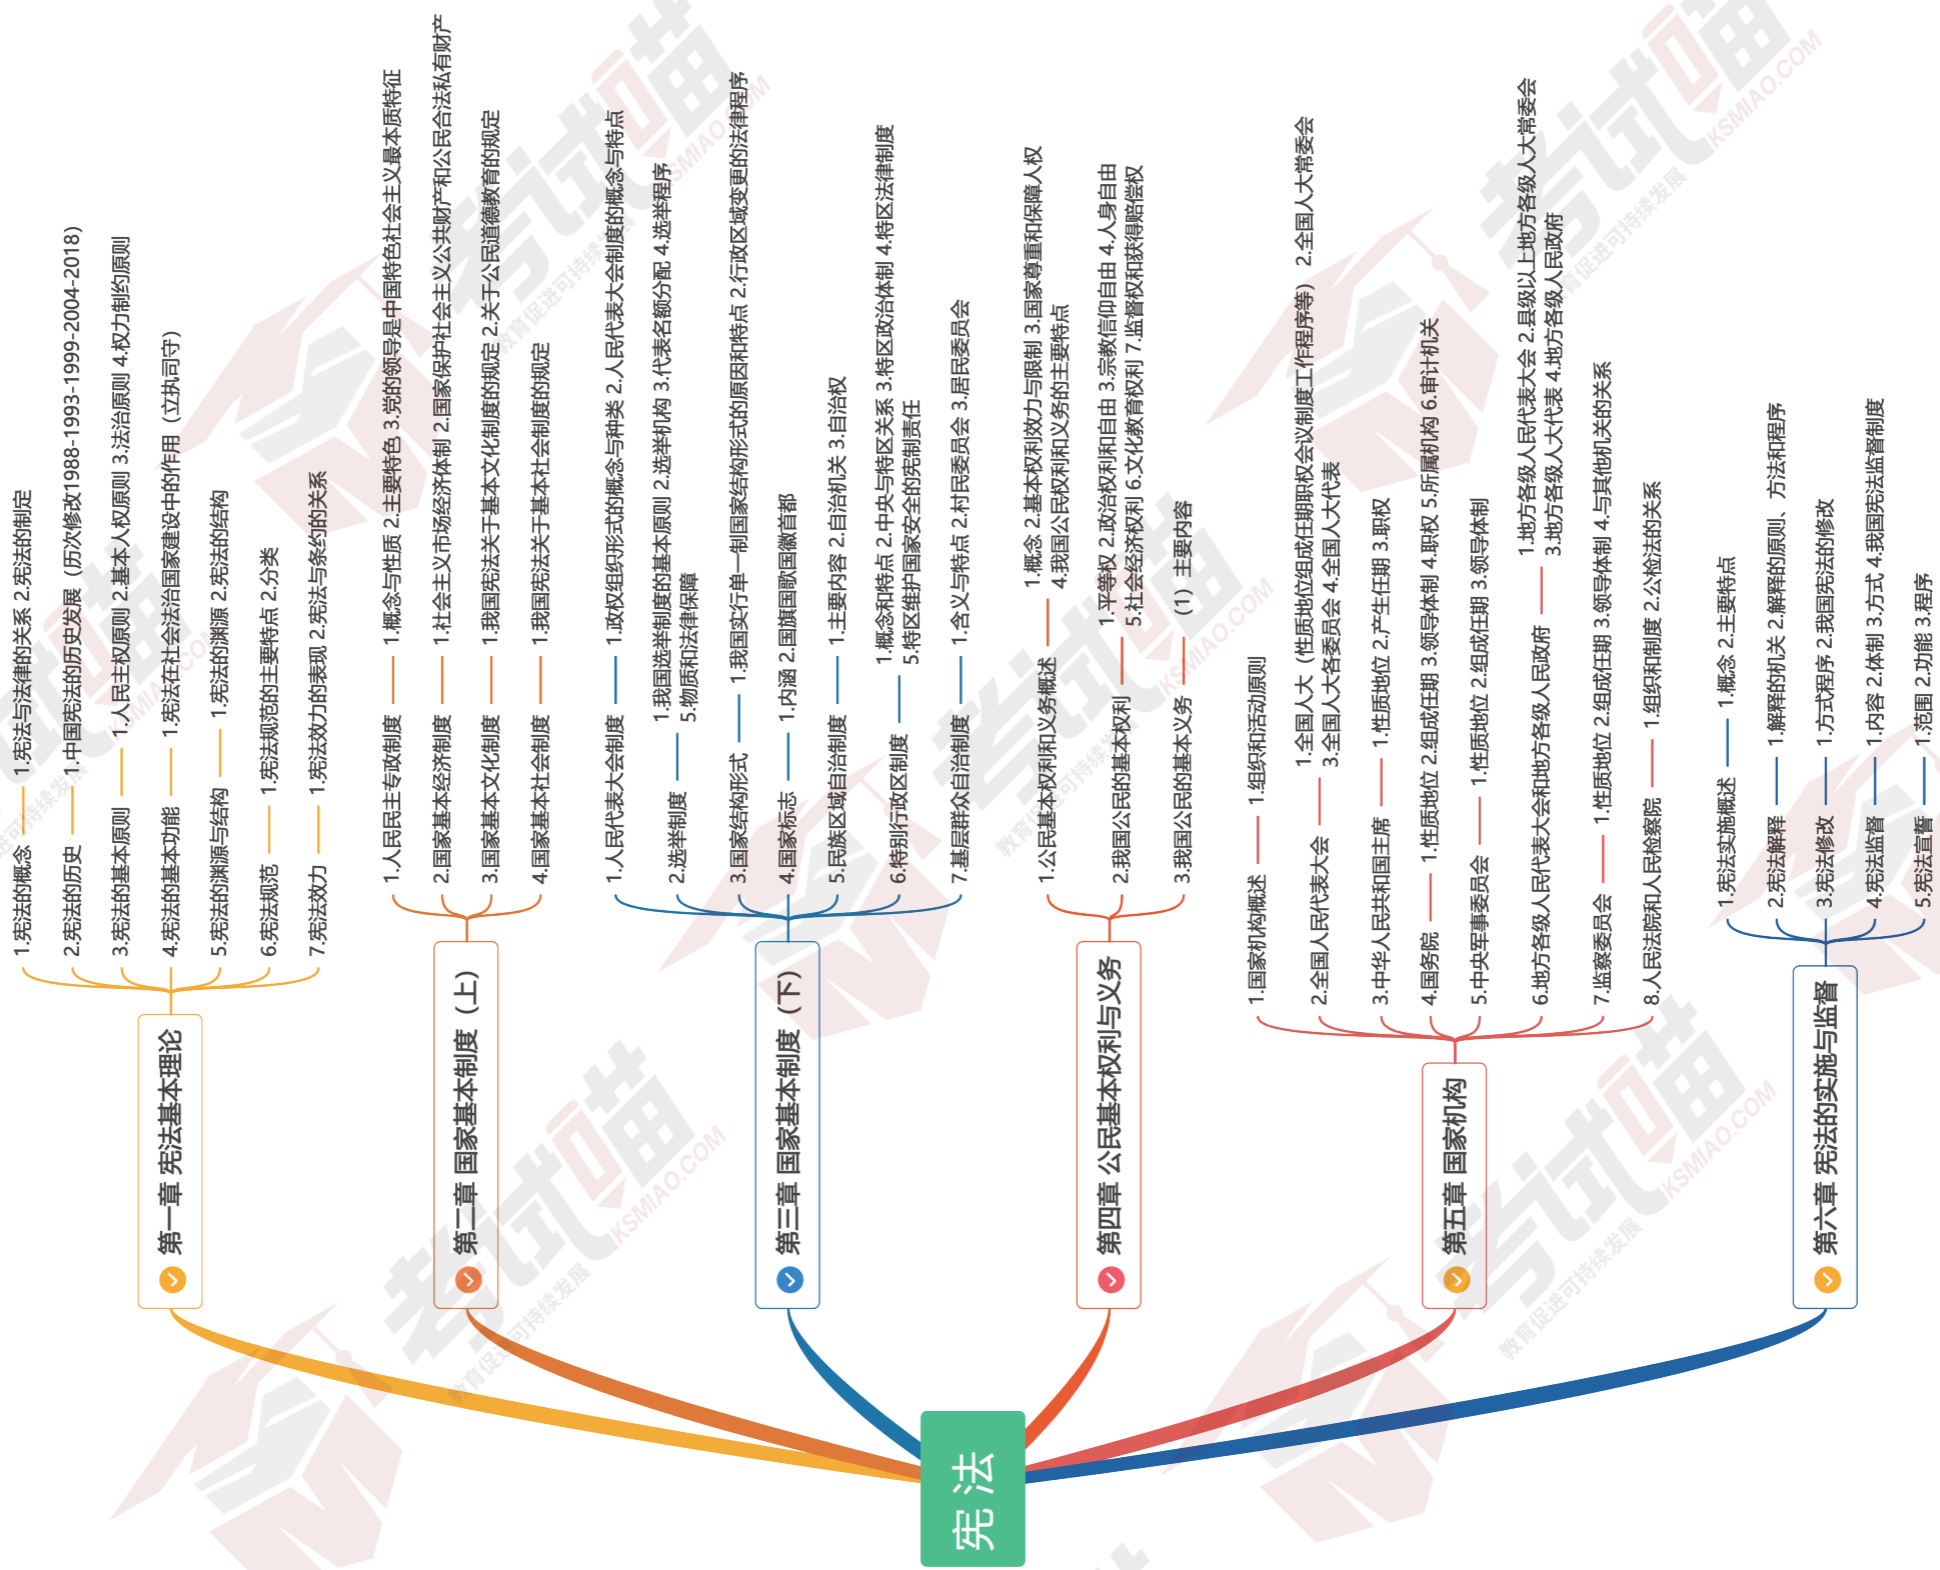 宪法
第一章 宪法基本理论
1.宪法的概念
1.宪法与法律的关系 2.宪法的制定
2.宪法的历史
1.中国宪法的历史发展（历次修改1988-1993-1999-2004-2018）
3.宪法的基本原则
1.人民主权原则 2.基本人权原则 3.法治原则 4.权力制约原则
4.宪法的基本功能
1.宪法在社会法治国家建设中的作用（立执司守）
5.宪法的渊源与结构
1.宪法的渊源 2.宪法的结构
6.宪法规范
1.宪法规范的主要特点 2.分类
7.宪法效力
1.宪法效力的表现 2.宪法与条约的关系
第二章 国家基本制度（上）
1.人民民主专政制度
1.概念与性质 2.主要特色 3.党的领导是中国特色社会主义最本质特征
2.国家基本经济制度
1.社会主义市场经济体制 2.国家保护社会主义公共财产和公民合法私有财产
3.国家基本文化制度
1.我国宪法关于基本文化制度的规定 2.关于公民道德教育的规定
4.国家基本社会制度
1.我国宪法关于基本社会制度的规定
第三章 国家基本制度（下）
1.人民代表大会制度
1.政权组织形式的概念与种类 2.人民代表大会制度的概念与特点
2.选举制度
1.我国选举制度的基本原则 2.选举机构 3.代表名额分配 4.选举程序
5.物质和法律保障
3.国家结构形式
1.我国实行单一制国家结构形式的原因和特点 2.行政区域变更的法律程序
4.国家标志
1.内涵 2.国旗国歌国徽首都
5.民族区域自治制度
1.主要内容 2.自治机关 3.自治权
6.特别行政区制度
1.概念和特点 2.中央与特区关系 3.特区政治体制 4.特区法律制度
5.特区维护国家安全的宪制责任
7.基层群众自治制度
1.含义与特点 2.村民委员会 3.居民委员会
第四章 公民基本权利与义务
1.公民基本权利和义务概述
1.概念 2.基本权利效力与限制 3.国家尊重和保障人权
4.我国公民权利和义务的主要特点
2.我国公民的基本权利
1.平等权 2.政治权利和自由 3.宗教信仰自由 4.人身自由
5.社会经济权利 6.文化教育权利 7.监督权和获得赔偿权
3.我国公民的基本义务
（1）主要内容
第五章 国家机构
1.国家机构概述
1.组织和活动原则
2.全国人民代表大会
1.全国人大（性质地位组成任期职权会议制度工作程序等） 2.全国人大常委会
3.全国人大各委员会 4.全国人大代表
3.中华人民共和国主席
1.性质地位 2.产生任期 3.职权
4.国务院
1.性质地位 2.组成任期 3.领导体制 4.职权 5.所属机构 6.审计机关
5.中央军事委员会
1.性质地位 2.组成任期 3.领导体制
6.地方各级人民代表大会和地方各级人民政府
1.地方各级人民代表大会 2.县级以上地方各级人大常委会
3.地方各级人大代表 4.地方各级人民政府
7.监察委员会
1.性质地位 2.组成任期 3.领导体制 4.与其他机关的关系
8.人民法院和人民检察院
1.组织和制度 2.公检法的关系
第六章 宪法的实施与监督
1.宪法实施概述
1.概念 2.主要特点
2.宪法解释
1.解释的机关 2.解释的原则、方法和程序
3.宪法修改
1.方式程序 2.我国宪法的修改
4.宪法监督
1.内容 2.体制 3.方式 4.我国宪法监督制度
5.宪法宣誓
1.范围 2.功能 3.程序
考试喵
KSMIAO.COM
教育促进可持续发展